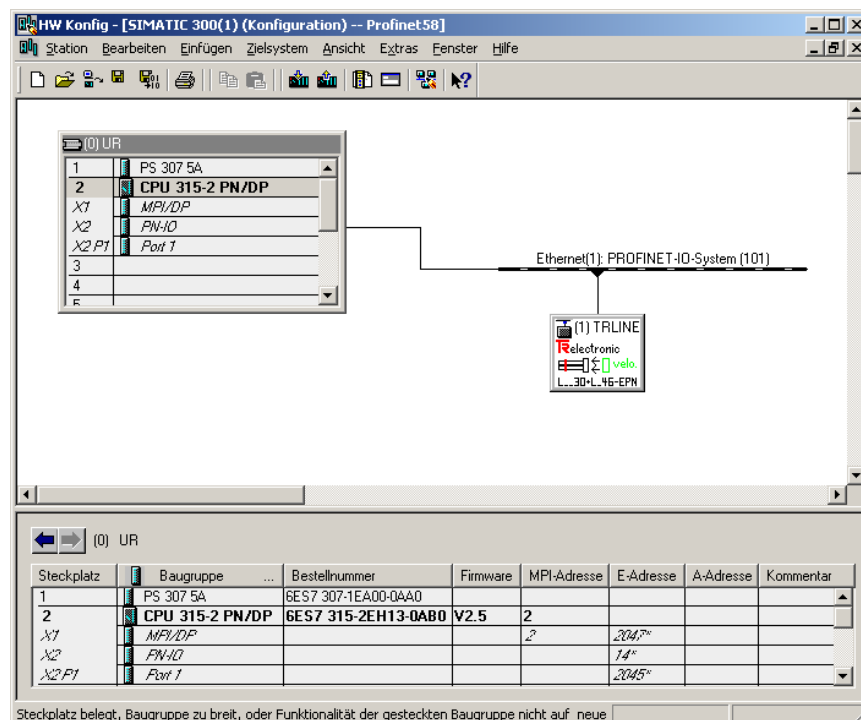 HW Konfig - [SIMATIC 300(1) (Konfiguration) -- Profinet58]
Station Bearbeiten Einfügen Zielsystem Ansicht Extras Fenster Hilfe
(0) UR
1 PS 307 5A
2 CPU 315-2 PN/DP
X1 MPI/DP
X2 PN-IO
X2 P1 Port 1
3
4
5
Ethernet(1): PROFINET-IO-System (101)
(1) TRLINE
TRelectronic
velo.
L__30+L_46-EPN
(0) UR
Steckplatz Baugruppe ... Bestellnummer Firmware MPI-Adresse E-Adresse A-Adresse Kommentar
1 PS 307 5A 6ES7 307-1EA00-0AA0
2 CPU 315-2 PN/DP 6ES7 315-2EH13-0AB0 V2.5 2
X1 MPI/DP 2 2047*
X2 PN-IO 14*
X2 P1 Port 1 2045*
Steckplatz belegt, Baugruppe zu breit, oder Funktionalität der gesteckten Baugruppe nicht auf neue